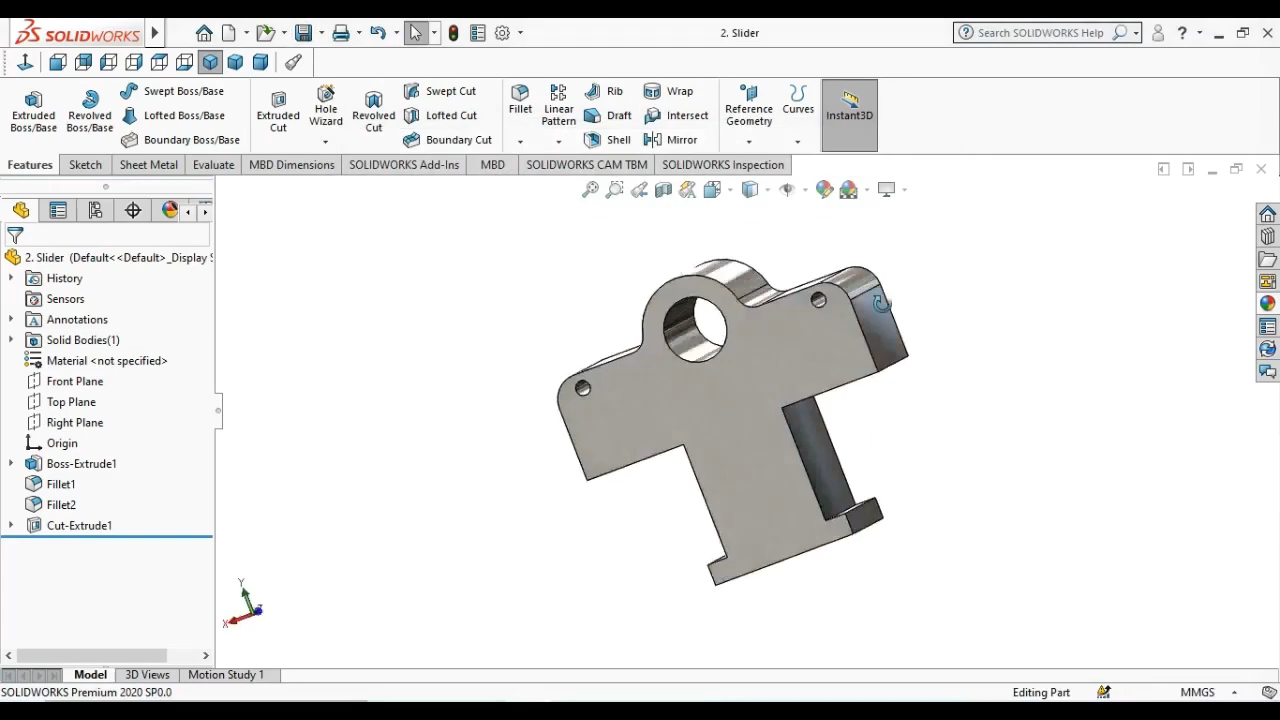 SOLIDWORKS
2. Slider
Search SOLIDWORKS Help
?
Extruded Boss/Base
Revolved Boss/Base
Swept Boss/Base
Lofted Boss/Base
Boundary Boss/Base
Extruded Cut
Hole Wizard
Revolved Cut
Swept Cut
Lofted Cut
Boundary Cut
Fillet
Linear Pattern
Rib
Draft
Shell
Wrap
Intersect
Mirror
Reference Geometry
Curves
Instant3D
Features
Sketch
Sheet Metal
Evaluate
MBD Dimensions
SOLIDWORKS Add-Ins
MBD
SOLIDWORKS CAM TBM
SOLIDWORKS Inspection
2. Slider (Default<<Default>_Display S
History
Sensors
Annotations
Solid Bodies(1)
Material <not specified>
Front Plane
Top Plane
Right Plane
Origin
Boss-Extrude1
Fillet1
Fillet2
Cut-Extrude1
Y
X
Z
Model
3D Views
Motion Study 1
SOLIDWORKS Premium 2020 SP0.0
Editing Part
MMGS